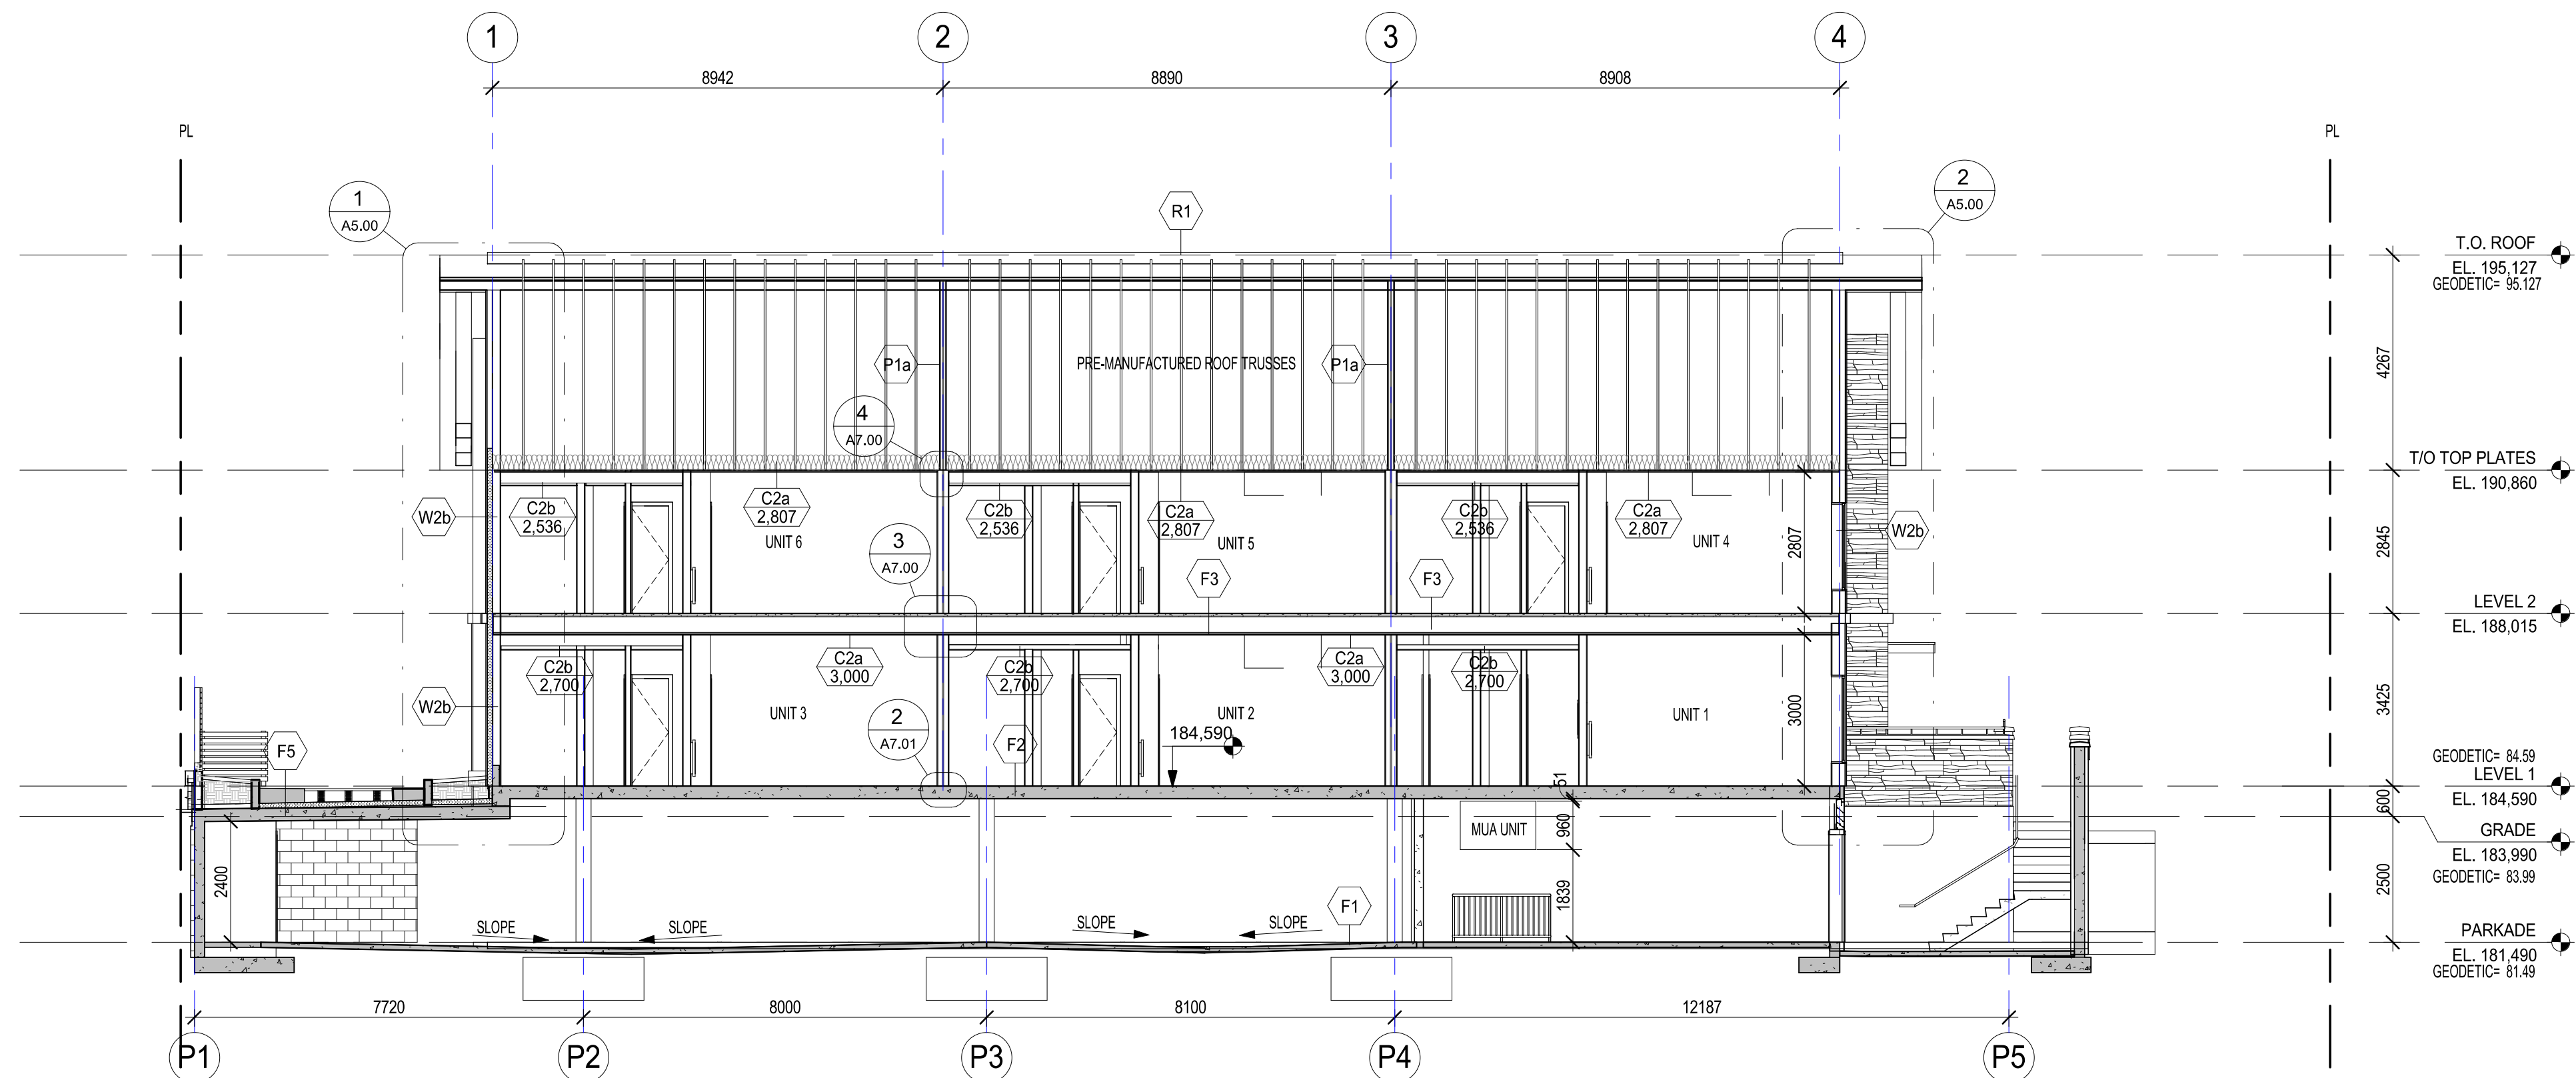 1
2
3
4
8942
8890
8908
PL
PL
1
A5.00
2
A5.00
R1
T.O. ROOF
EL. 195,127
GEODETIC= 95.127
P1a
PRE-MANUFACTURED ROOF TRUSSES
P1a
4267
4
A7.00
T/O TOP PLATES
EL. 190,860
W2b
C2b
2,536
C2a
2,807
UNIT 6
C2b
2,536
C2a
2,807
UNIT 5
C2b
2,536
C2a
2,807
UNIT 4
2807
W2b
2845
3
A7.00
F3
F3
LEVEL 2
EL. 188,015
C2b
2,700
C2a
3,000
C2b
2,700
C2a
3,000
C2b
2,700
W2b
UNIT 3
2
A7.01
UNIT 2
UNIT 1
3000
3425
F5
F2
184,590
GEODETIC= 84.59
LEVEL 1
EL. 184,590
51
600
MUA UNIT
960
GRADE
EL. 183,990
GEODETIC= 83.99
2400
1839
2500
F1
SLOPE
SLOPE
SLOPE
SLOPE
PARKADE
EL. 181,490
GEODETIC= 81.49
7720
8000
8100
12187
P1
P2
P3
P4
P5